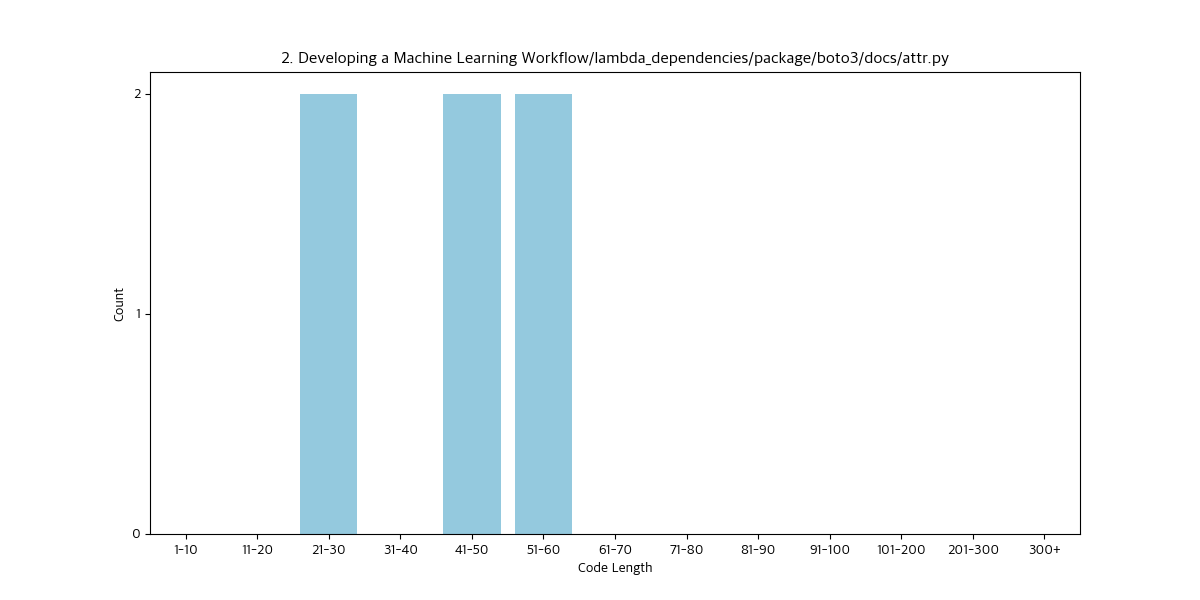 2. Developing a Machine Learning Workflow/lambda_dependencies/package/boto3/docs/attr.py
2
1
0
Count
1-10 11-20 21-30 31-40 41-50 51-60 61-70 71-80 81-90 91-100 101-200 201-300 300+
Code Length